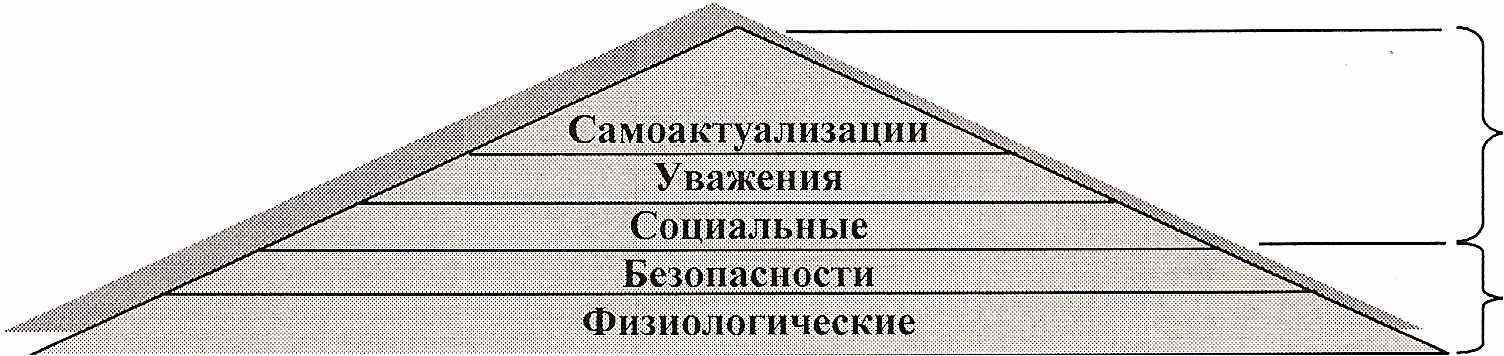 Самоактуализации
Уважения
Социальные
Безопасности
Физиологические